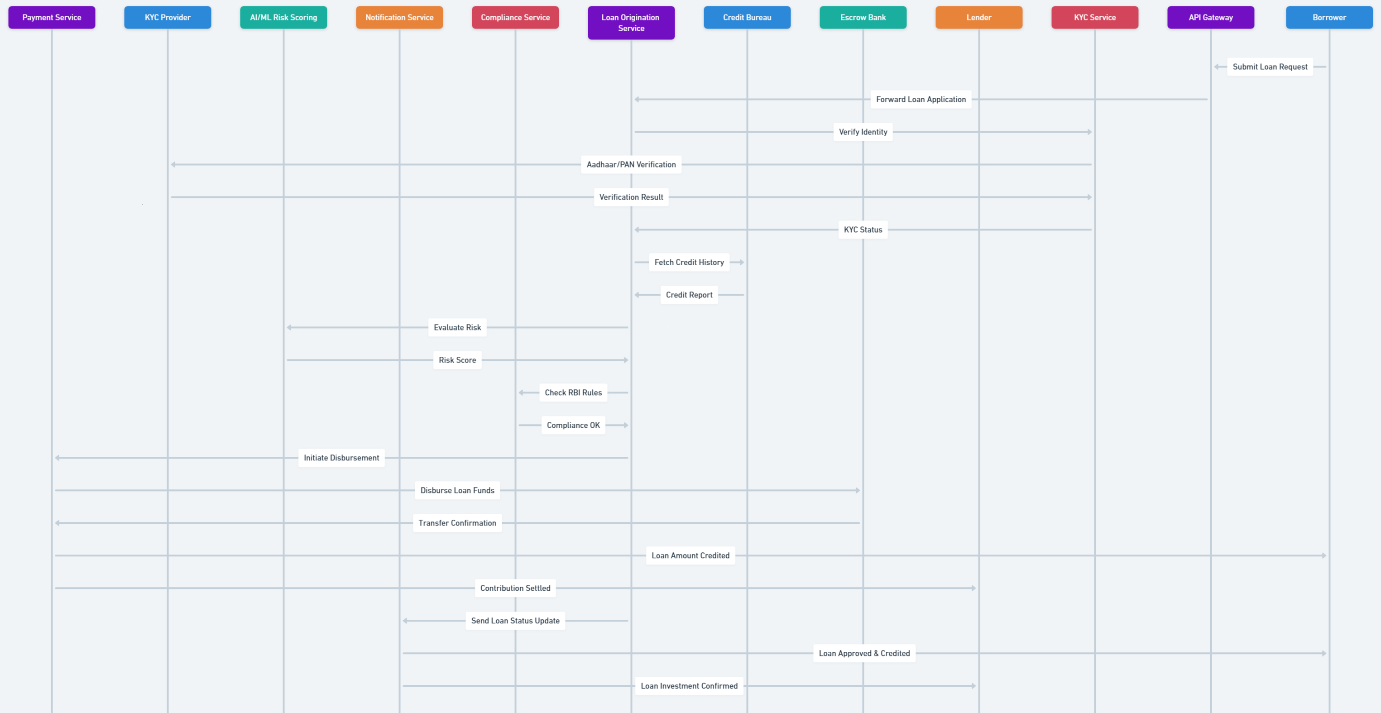 Payment Service
KYC Provider
AI/ML Risk Scoring
Notification Service
Compliance Service
Loan Origination
Service
Credit Bureau
Escrow Bank
Lender
KYC Service
API Gateway
Borrower
Submit Loan Request
Forward Loan Application
Verify Identity
Aadhaar/PAN Verification
Verification Result
KYC Status
Fetch Credit History
Credit Report
Evaluate Risk
Risk Score
Check RBI Rules
Compliance OK
Initiate Disbursement
Disburse Loan Funds
Transfer Confirmation
Loan Amount Credited
Contribution Settled
Send Loan Status Update
Loan Approved & Credited
Loan Investment Confirmed